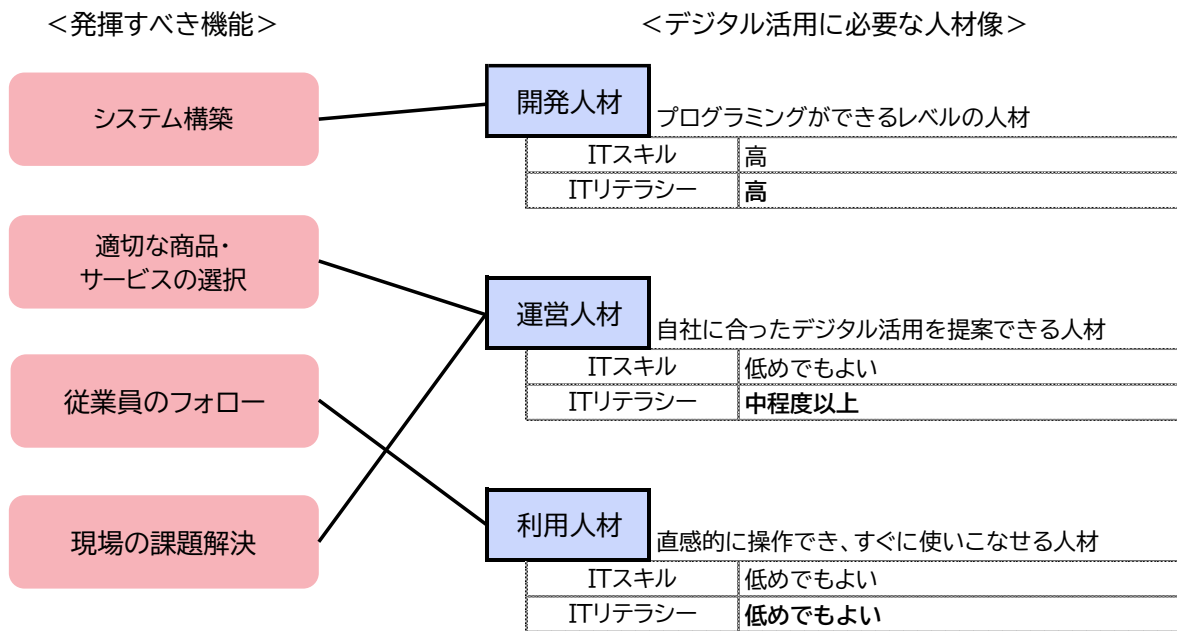 ＜発揮すべき機能＞
＜デジタル活用に必要な人材像＞
システム構築
適切な商品・
サービスの選択
従業員のフォロー
現場の課題解決
開発人材
プログラミングができるレベルの人材
ITスキル 高
ITリテラシー 高
運営人材
自社に合ったデジタル活用を提案できる人材
ITスキル 低めでもよい
ITリテラシー 中程度以上
利用人材
直感的に操作でき、すぐに使いこなせる人材
ITスキル 低めでもよい
ITリテラシー 低めでもよい